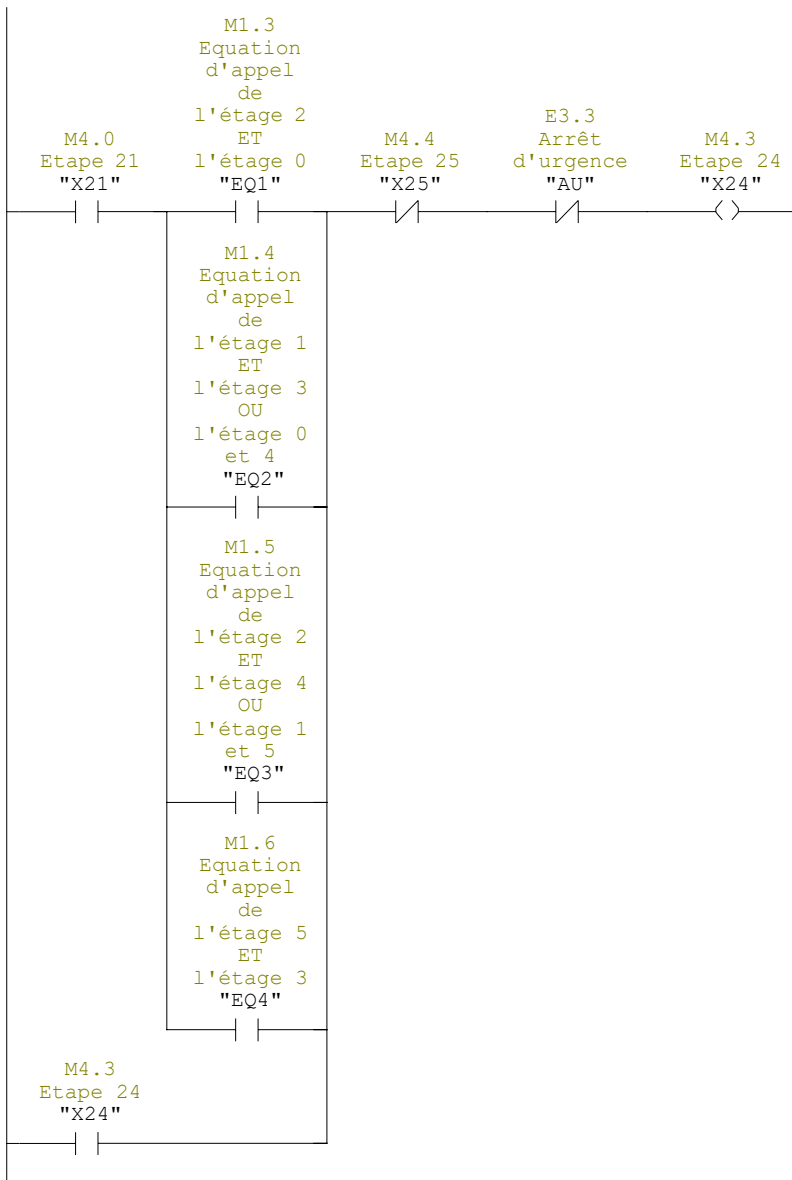 M1.3
Equation
d'appel
de
l'étage 2
ET
l'étage 0
"EQ1"
M4.0
Etape 21
"X21"
M4.4
Etape 25
"X25"
E3.3
Arrêt
d'urgence
"AU"
M4.3
Etape 24
"X24"
M1.4
Equation
d'appel
de
l'étage 1
ET
l'étage 3
OU
l'étage 0
et 4
"EQ2"
M1.5
Equation
d'appel
de
l'étage 2
ET
l'étage 4
OU
l'étage 1
et 5
"EQ3"
M1.6
Equation
d'appel
de
l'étage 5
ET
l'étage 3
"EQ4"
M4.3
Etape 24
"X24"